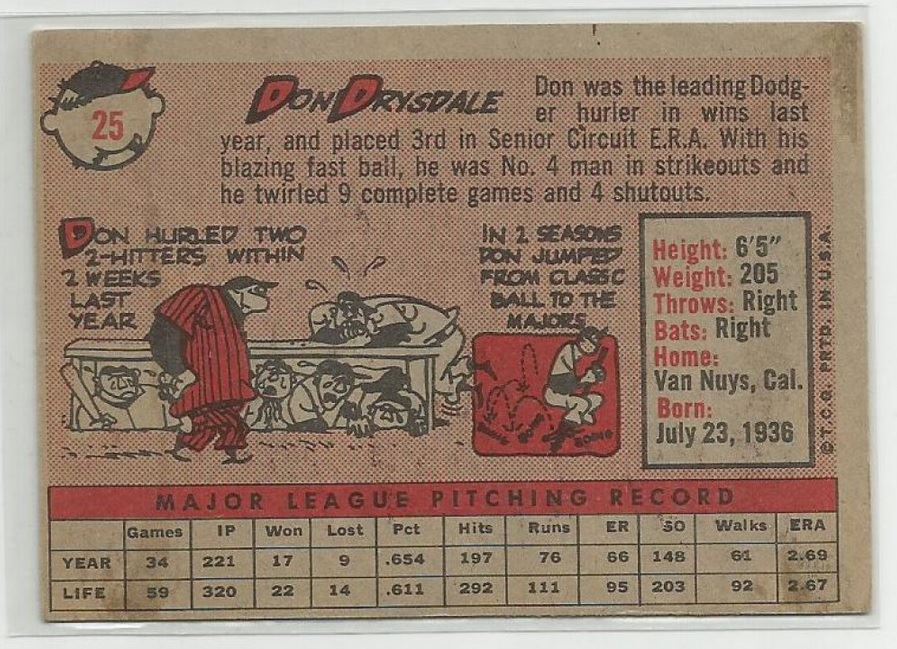 25
DON DRYSDALE
Don was the leading Dodg-
er hurler in wins last
year, and placed 3rd in Senior Circuit E.R.A. With his
blazing fast ball, he was No. 4 man in strikeouts and
he twirled 9 complete games and 4 shutouts.
DON HURLED TWO
2-HITTERS WITHIN
2 WEEKS
LAST
YEAR
IN 2 SEASONS
DON JUMPED
FROM CLASSIC
BALL TO THE
MAJORS
Height: 6'5"
Weight: 205
Throws: Right
Bats: Right
Home:
Van Nuys, Cal.
Born:
July 23, 1936
© T.C.G. PRTD. IN U.S.A.
MAJOR LEAGUE PITCHING RECORD
Games IP Won Lost Pct Hits Runs ER SO Walks ERA
YEAR 34 221 17 9 .654 197 76 66 148 61 2.69
LIFE 59 320 22 14 .611 292 111 95 203 92 2.67